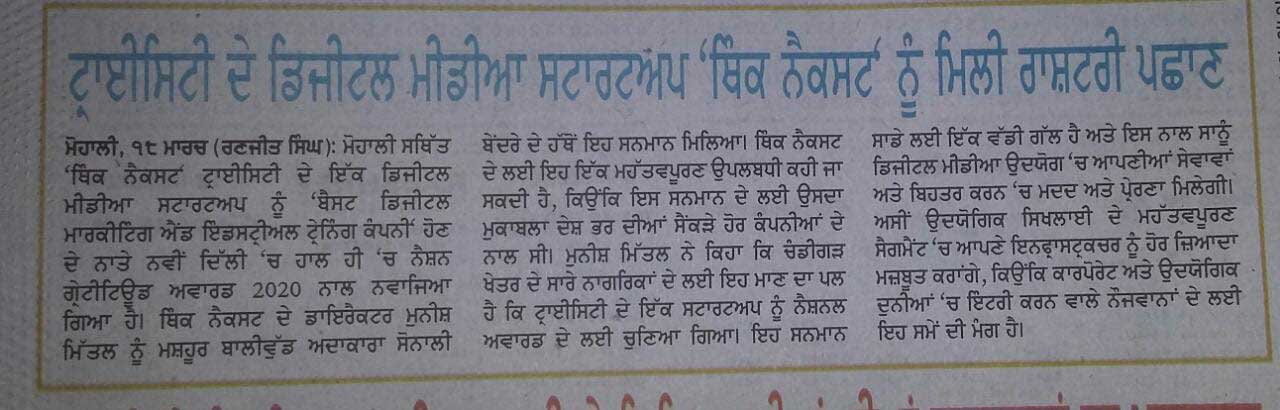 ਟ੍ਰਾਈਸਿਟੀ ਦੇ ਡਿਜੀਟਲ ਮੀਡੀਆ ਸਟਾਰਟਅੱਪ ‘ਥਿੰਕ ਨੈਕਸਟ’ ਨੂੰ ਮਿਲੀ ਰਾਸ਼ਟਰੀ ਪਛਾਣ
ਮੋਹਾਲੀ, ੧੮ ਮਾਰਚ (ਰਣਜੀਤ ਸਿੰਘ): ਮੋਹਾਲੀ ਸਥਿੱਤ
‘ਥਿੰਕ ਨੈਕਸਟ’ ਟ੍ਰਾਈਸਿਟੀ ਦੇ ਇੱਕ ਡਿਜੀਟਲ
ਮੀਡੀਆ ਸਟਾਰਟਅਪ ਨੂੰ ‘ਬੈਸਟ ਡਿਜੀਟਲ
ਮਾਰਕੀਟਿੰਗ ਐਂਡ ਇੰਡਸਟ੍ਰੀਅਲ ਟ੍ਰੇਨਿੰਗ ਕੰਪਨੀ’ ਹੋਣ
ਦੇ ਨਾਤੇ ਨਵੀਂ ਦਿੱਲੀ ‘ਚ ਹਾਲ ਹੀ ‘ਚ ਨੈਸ਼ਨ
ਗ੍ਰੇਟੀਟਿਊਡ ਅਵਾਰਡ 2020 ਨਾਲ ਨਵਾਜਿਆ
ਗਿਆ ਹੈ। ਥਿੰਕ ਨੈਕਸਟ ਦੇ ਡਾਇਰੈਕਟਰ ਮੁਨੀਸ਼
ਮਿੱਤਲ ਨੂੰ ਮਸ਼ਹੂਰ ਬਾਲੀਵੁੱਡ ਅਦਾਕਾਰਾ ਸੋਨਾਲੀ
ਬੇਂਦਰੇ ਦੇ ਹੱਥੋਂ ਇਹ ਸਨਮਾਨ ਮਿਲਿਆ। ਥਿੰਕ ਨੈਕਸਟ
ਦੇ ਲਈ ਇਹ ਇੱਕ ਮਹੱਤਵਪੂਰਣ ਉਪਲਬਧੀ ਕਹੀ ਜਾ
ਸਕਦੀ ਹੈ, ਕਿਉਂਕਿ ਇਸ ਸਨਮਾਨ ਦੇ ਲਈ ਉਸਦਾ
ਮੁਕਾਬਲਾ ਦੇਸ਼ ਭਰ ਦੀਆਂ ਸੈਂਕੜੇ ਹੋਰ ਕੰਪਨੀਆਂ ਦੇ
ਨਾਲ ਸੀ। ਮੁਨੀਸ਼ ਮਿੱਤਲ ਨੇ ਕਿਹਾ ਕਿ ਚੰਡੀਗੜ
ਖੇਤਰ ਦੇ ਸਾਰੇ ਨਾਗਰਿਕਾਂ ਦੇ ਲਈ ਇਹ ਮਾਣ ਦਾ ਪਲ
ਹੈ ਕਿ ਟ੍ਰਾਈਸਿਟੀ ਦੇ ਇੱਕ ਸਟਾਰਟਅਪ ਨੂੰ ਨੈਸ਼ਨਲ
ਅਵਾਰਡ ਦੇ ਲਈ ਚੁਣਿਆ ਗਿਆ। ਇਹ ਸਨਮਾਨ
ਸਾਡੇ ਲਈ ਇੱਕ ਵੱਡੀ ਗੱਲ ਹੈ ਅਤੇ ਇਸ ਨਾਲ ਸਾਨੂੰ
ਡਿਜੀਟਲ ਮੀਡੀਆ ਉਦਯੋਗ ‘ਚ ਆਪਣੀਆਂ ਸੇਵਾਵਾਂ
ਅਤੇ ਬਿਹਤਰ ਕਰਨ ‘ਚ ਮਦਦ ਅਤੇ ਪ੍ਰੇਰਣਾ ਮਿਲੇਗੀ।
ਅਸੀਂ ਉਦਯੋਗਿਕ ਸਿਖਲਾਈ ਦੇ ਮਹੱਤਵਪੂਰਣ
ਸੈਗਮੈਂਟ ‘ਚ ਆਪਣੇ ਇਨਫ੍ਰਾਸਟ੍ਰਕਚਰ ਨੂੰ ਹੋਰ ਜ਼ਿਆਦਾ
ਮਜ਼ਬੂਤ ਕਰਾਂਗੇ, ਕਿਉਂਕਿ ਕਾਰਪੋਰੇਟ ਅਤੇ ਉਦਯੋਗਿਕ
ਦੁਨੀਆਂ ‘ਚ ਇੰਟਰੀ ਕਰਨ ਵਾਲੇ ਨੌਜਵਾਨਾਂ ਦੇ ਲਈ
ਇਹ ਸਮੇਂ ਦੀ ਮੰਗ ਹੈ।